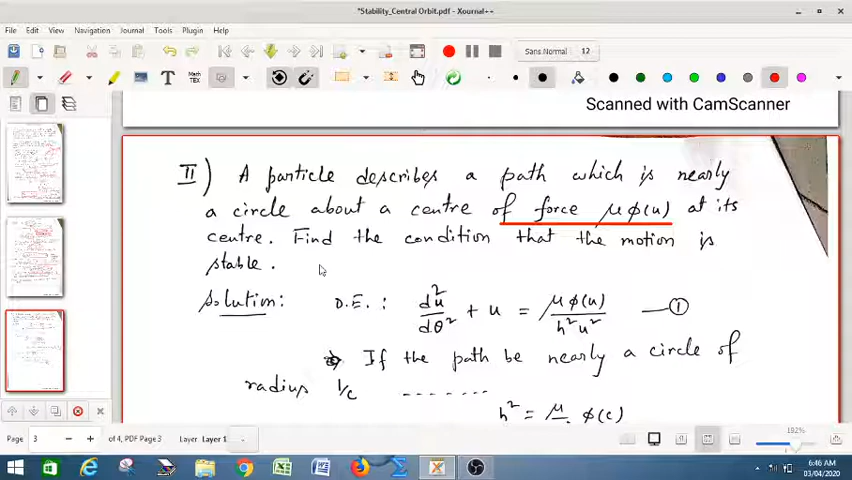 *Stability_Central Orbit.pdf - Xournal++
File Edit View Navigation Journal Tools Plugin Help
T Math TEX Sans Normal 12
Scanned with CamScanner
II) A particle describes a path which is nearly
a circle about a centre of force μϕ(u) at its
centre. Find the condition that the motion is
stable.
Solution: D.E.: d²u/dθ² + u = μϕ(u)/h²u² —①
If the path be nearly a circle of
radius 1/c -------
h² = μ/. ϕ(c)
192%
Page 3 of 4, PDF Page 3 Layer: Layer 1
6:46 AM
03/04/2020